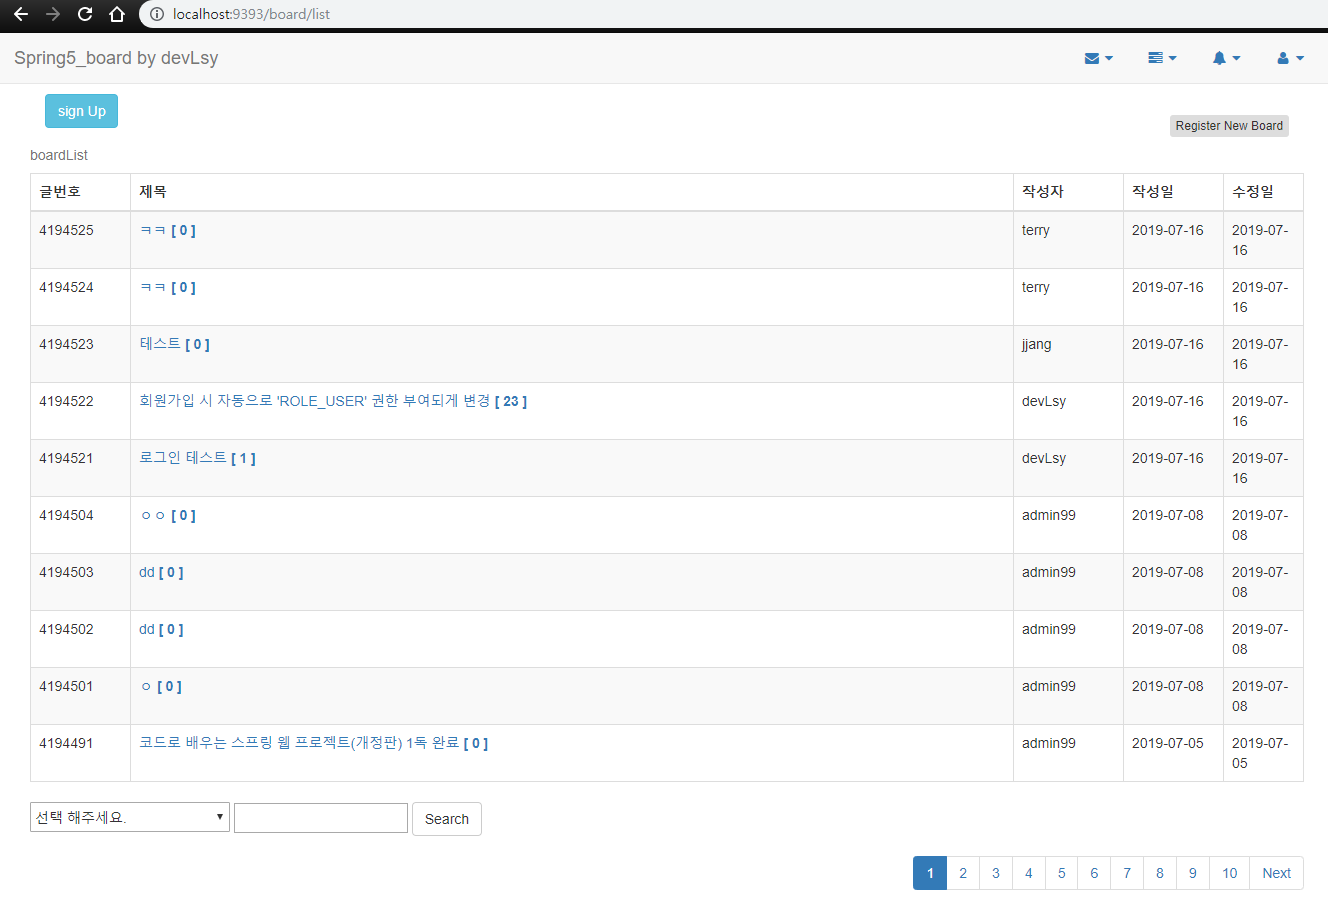 localhost:9393/board/list
Spring5_board by devLsy
sign Up
Register New Board
boardList
글번호 제목 작성자 작성일 수정일
4194525 ㅋㅋ [ 0 ] terry 2019-07-16 2019-07-
16
4194524 ㅋㅋ [ 0 ] terry 2019-07-16 2019-07-
16
4194523 테스트 [ 0 ] jjang 2019-07-16 2019-07-
16
4194522 회원가입 시 자동으로 'ROLE_USER' 권한 부여되게 변경 [ 23 ] devLsy 2019-07-16 2019-07-
16
4194521 로그인 테스트 [ 1 ] devLsy 2019-07-16 2019-07-
16
4194504 ㅇㅇ [ 0 ] admin99 2019-07-08 2019-07-
08
4194503 dd [ 0 ] admin99 2019-07-08 2019-07-
08
4194502 dd [ 0 ] admin99 2019-07-08 2019-07-
08
4194501 ㅇ [ 0 ] admin99 2019-07-08 2019-07-
08
4194491 코드로 배우는 스프링 웹 프로젝트(개정판) 1독 완료 [ 0 ] admin99 2019-07-05 2019-07-
05
선택 해주세요. Search
1 2 3 4 5 6 7 8 9 10 Next